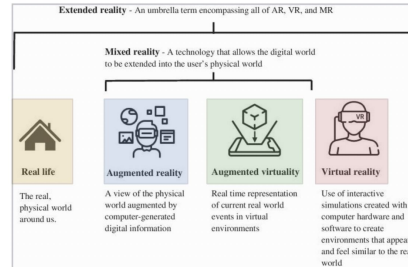 Extended reality - An umbrella term encompassing all of AR, VR, and MR
Mixed reality - A technology that allows the digital world
to be extended into the user's physical world
VR
Real life
Augmented reality
Augmented virtuality
Virtual reality
The real,
physical world
around us.
A view of the physical
world augmented by
computer-generated
digital information
Real time representation
of current real world
events in virtual
environments
Use of interactive
simulations created with
computer hardware and
software to create
environments that appea
and feel similar to the rea
world